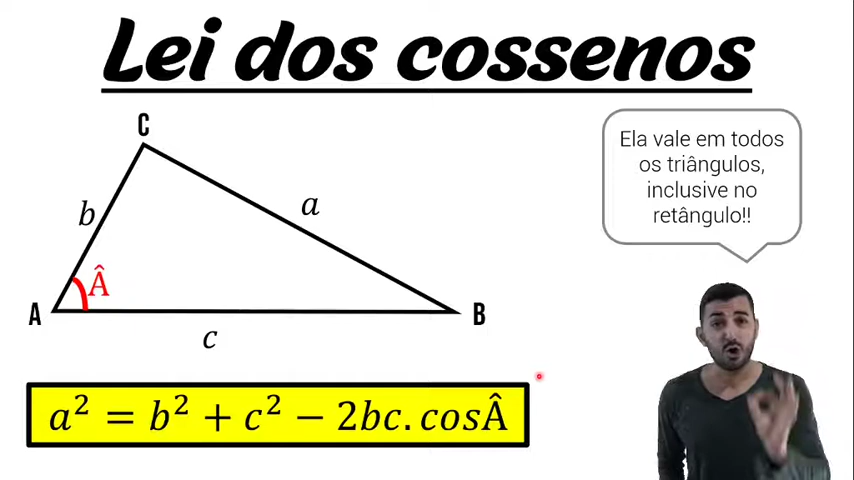 Lei dos cossenos
C
Ela vale em todos
os triângulos,
inclusive no
retângulo!!
b
a
Â
A
B
c
a² = b² + c² − 2bc. cosÂ